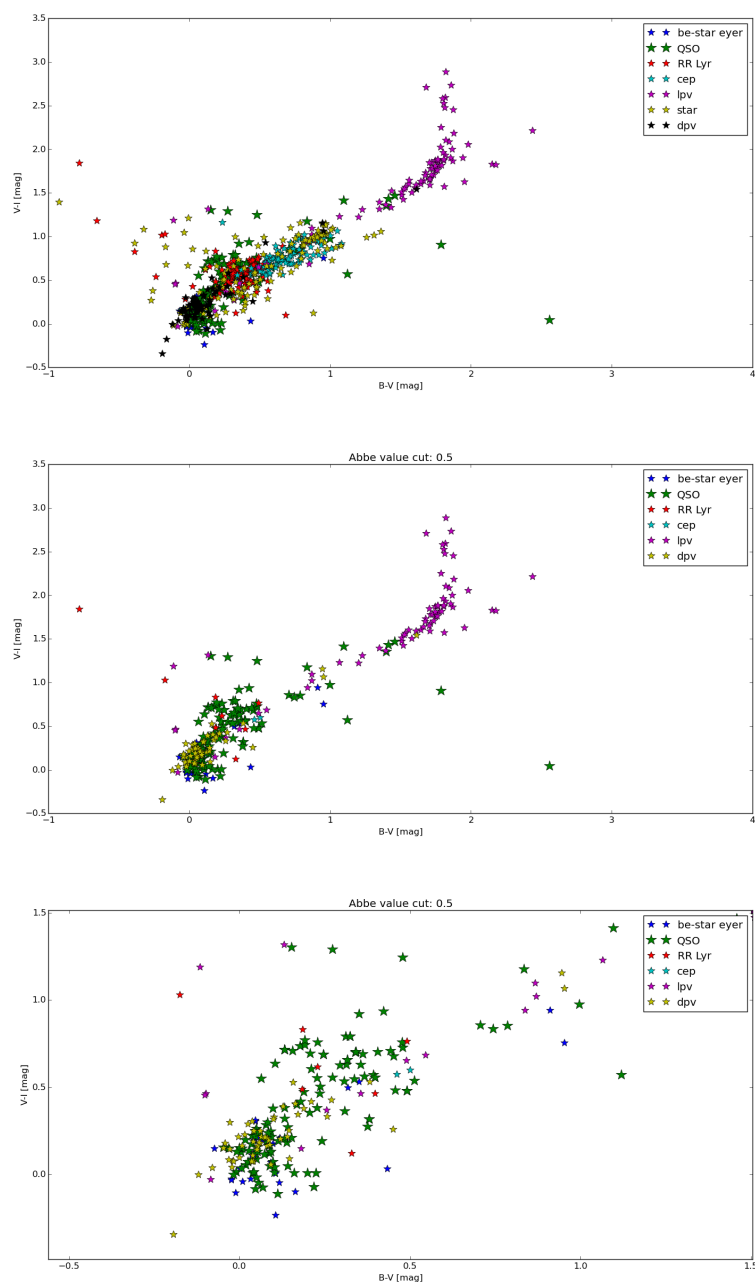 3.5
3.0
2.5
2.0
1.5
1.0
0.5
0.0
−0.5
V-I [mag]
−1 0 1 2 3 4
B-V [mag]
be-star eyer
QSO
RR Lyr
cep
lpv
star
dpv
Abbe value cut: 0.5
3.5
3.0
2.5
2.0
1.5
1.0
0.5
0.0
−0.5
V-I [mag]
−1 0 1 2 3 4
B-V [mag]
be-star eyer
QSO
RR Lyr
cep
lpv
dpv
Abbe value cut: 0.5
1.5
1.0
0.5
0.0
V-I [mag]
−0.5 0.0 0.5 1.0 1.5
B-V [mag]
be-star eyer
QSO
RR Lyr
cep
lpv
dpv